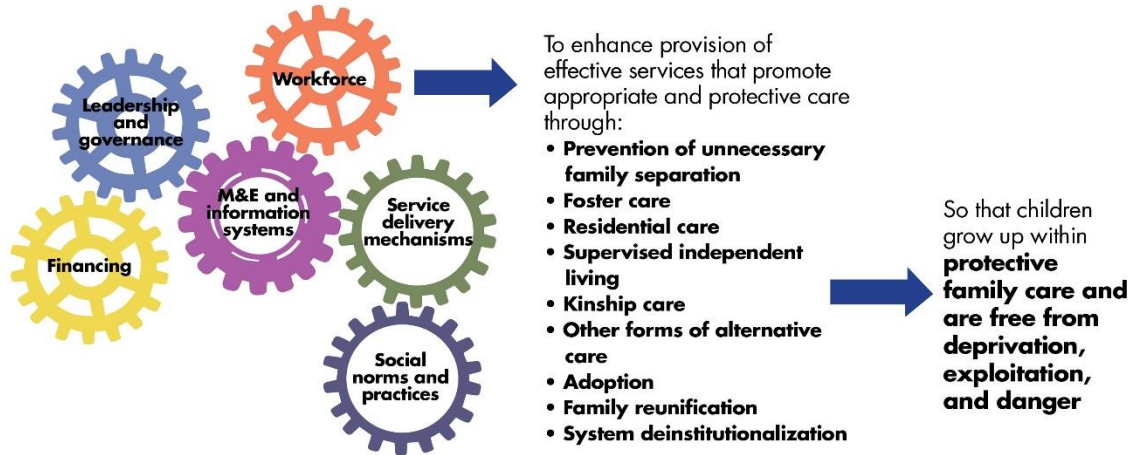 Workforce
Leadership
and
governance
M&E and
information
systems
Service
delivery
mechanisms
Financing
Social
norms and
practices
To enhance provision of
effective services that promote
appropriate and protective care
through:
• Prevention of unnecessary
family separation
• Foster care
• Residential care
• Supervised independent
living
• Kinship care
• Other forms of alternative
care
• Adoption
• Family reunification
• System deinstitutionalization
So that children
grow up within
protective
family care and
are free from
deprivation,
exploitation,
and danger